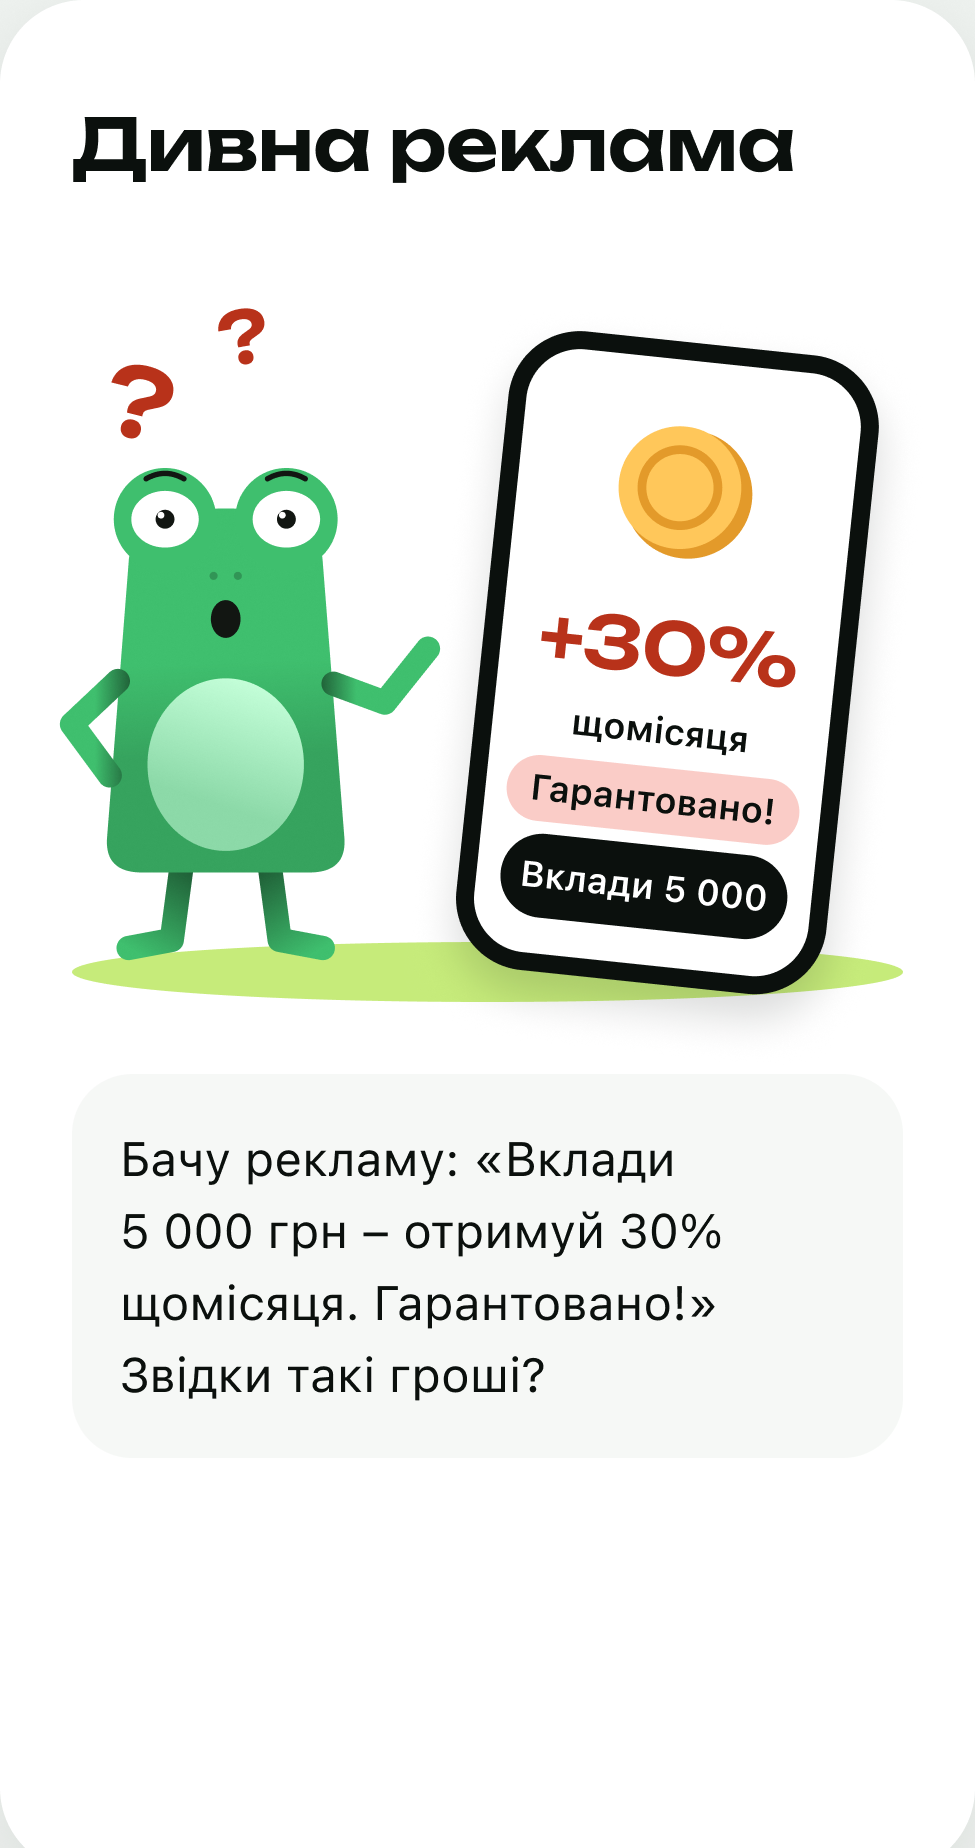 Дивна реклама
?
?
+30%
щомісяця
Гарантовано!
Вклади 5 000
Бачу рекламу: «Вклади
5 000 грн – отримуй 30%
щомісяця. Гарантовано!»
Звідки такі гроші?